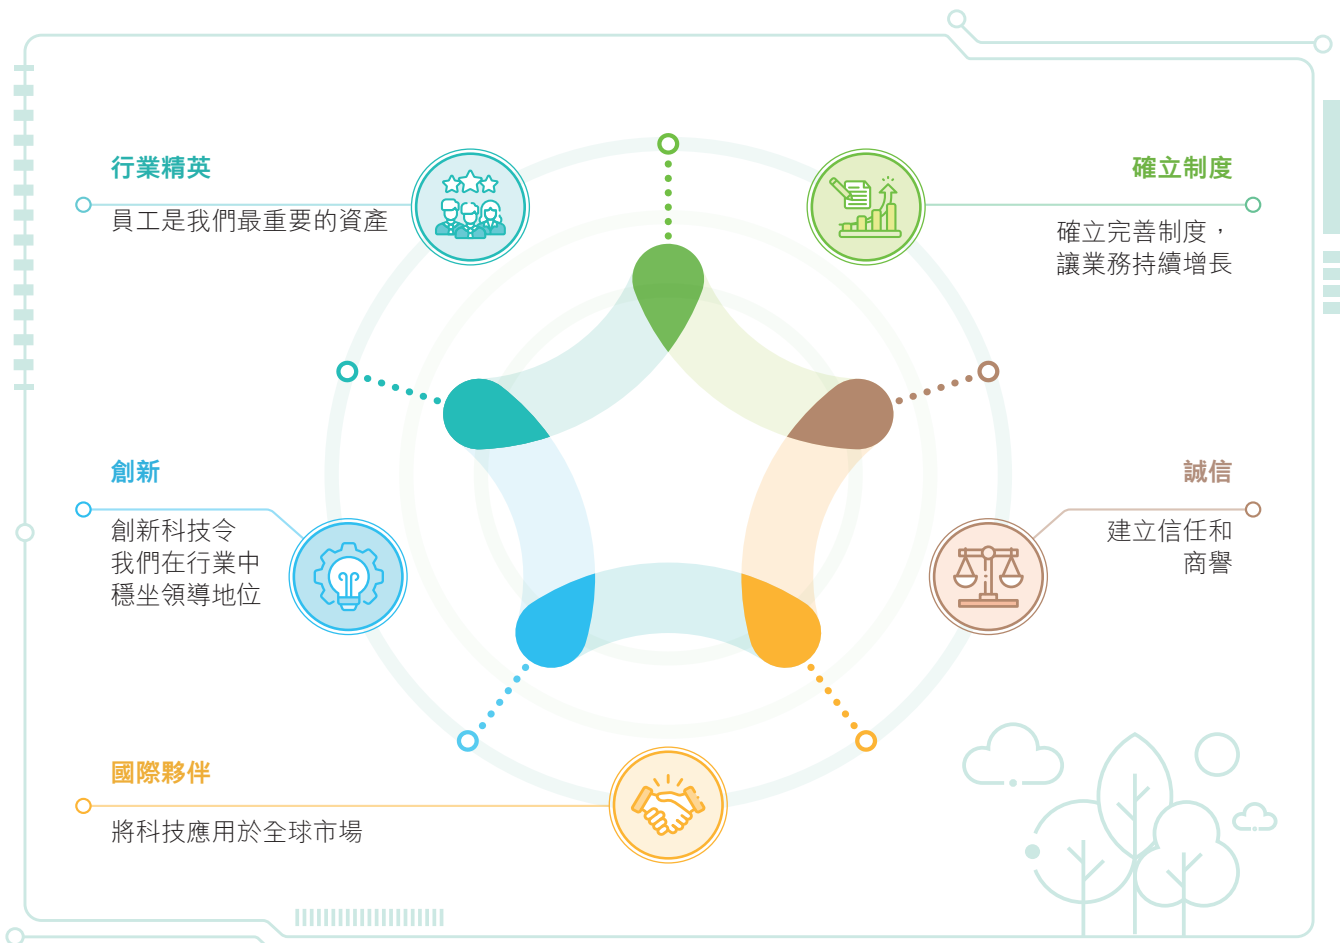 行業精英
員工是我們最重要的資產
確立制度
確立完善制度，
讓業務持續增長
創新
創新科技令
我們在行業中
穩坐領導地位
誠信
建立信任和
商譽
國際夥伴
將科技應用於全球市場